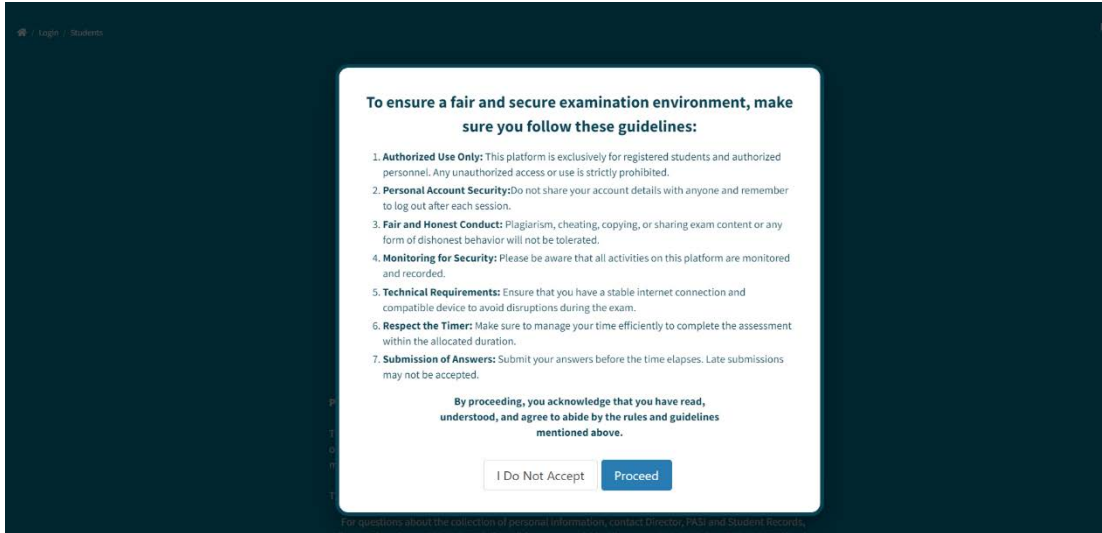 / Login / Students
To ensure a fair and secure examination environment, make
sure you follow these guidelines:
1. Authorized Use Only: This platform is exclusively for registered students and authorized
personnel. Any unauthorized access or use is strictly prohibited.
2. Personal Account Security:Do not share your account details with anyone and remember
to log out after each session.
3. Fair and Honest Conduct: Plagiarism, cheating, copying, or sharing exam content or any
form of dishonest behavior will not be tolerated.
4. Monitoring for Security: Please be aware that all activities on this platform are monitored
and recorded.
5. Technical Requirements: Ensure that you have a stable internet connection and
compatible device to avoid disruptions during the exam.
6. Respect the Timer: Make sure to manage your time efficiently to complete the assessment
within the allocated duration.
7. Submission of Answers: Submit your answers before the time elapses. Late submissions
may not be accepted.
By proceeding, you acknowledge that you have read,
understood, and agree to abide by the rules and guidelines
mentioned above.
I Do Not Accept Proceed
For questions about the collection of personal information, contact Director, PASI and Student Records,